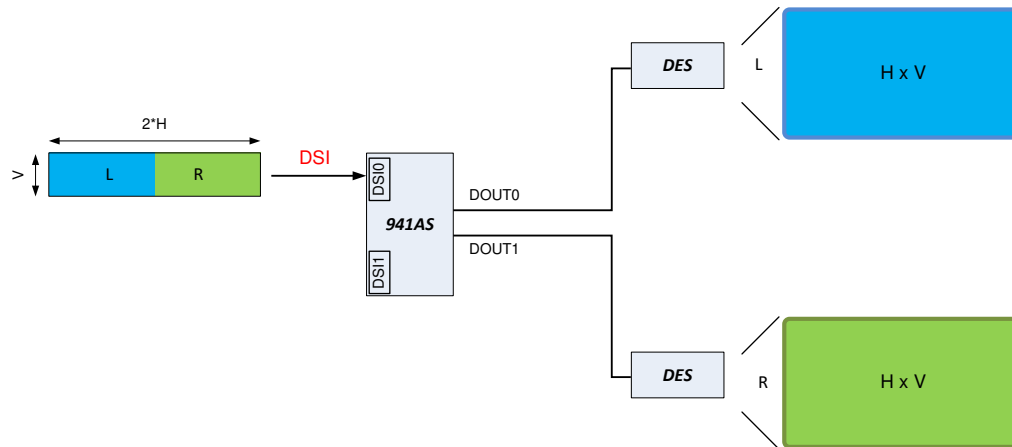 2*H
V
L
R
DSI
DSI0
941AS
DSI1
DOUT0
DOUT1
DES
L
H x V
DES
R
H x V